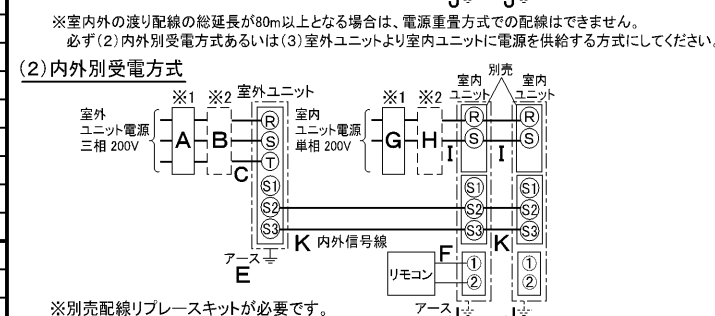 ※室内外の渡り配線の総延長が80m以上となる場合は、電源重畳方式での配線はできません。
必ず(2)内外別受電方式あるいは(3)室外ユニットより室内ユニットに電源を供給する方式にしてください。
(2)内外別受電方式
別売
※1 ※2 室外ユニット ※1 ※2 室内ユニット 室内ユニット
室外
ユニット電源
三相 200V
A B C
R
S
T
S1
S2
S3
室内
ユニット電源
単相 200V
G H I I
R R
S S
S1 S1
S2 S2
S3 S3
K 内外信号線 K
アース
E
F
リモコン
① ①
② ②
アース
※別売配線リプレースキットが必要です。